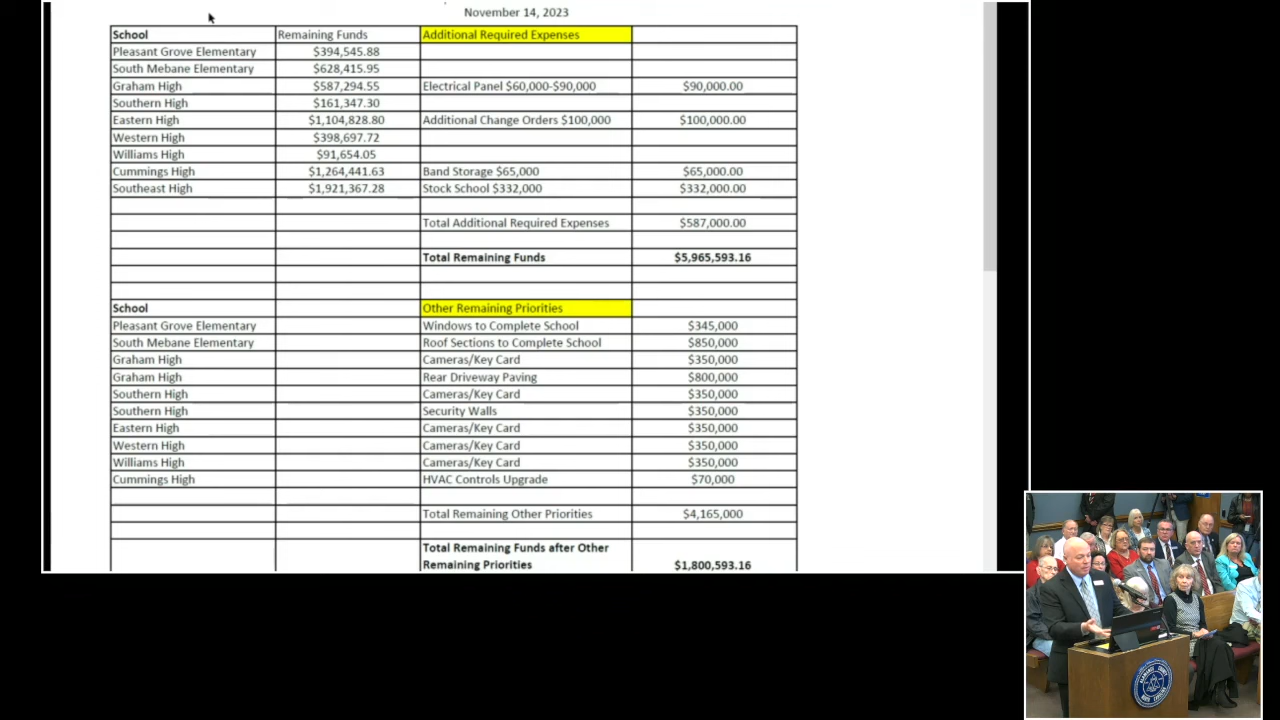 November 14, 2023
School Remaining Funds Additional Required Expenses
Pleasant Grove Elementary $394,545.88
South Mebane Elementary $628,415.95
Graham High $587,294.55 Electrical Panel $60,000-$90,000 $90,000.00
Southern High $161,347.30
Eastern High $1,104,828.80 Additional Change Orders $100,000 $100,000.00
Western High $398,697.72
Williams High $91,654.05
Cummings High $1,264,441.63 Band Storage $65,000 $65,000.00
Southeast High $1,921,367.28 Stock School $332,000 $332,000.00
Total Additional Required Expenses $587,000.00
Total Remaining Funds $5,965,593.16
School Other Remaining Priorities
Pleasant Grove Elementary Windows to Complete School $345,000
South Mebane Elementary Roof Sections to Complete School $850,000
Graham High Cameras/Key Card $350,000
Graham High Rear Driveway Paving $800,000
Southern High Cameras/Key Card $350,000
Southern High Security Walls $350,000
Eastern High Cameras/Key Card $350,000
Western High Cameras/Key Card $350,000
Williams High Cameras/Key Card $350,000
Cummings High HVAC Controls Upgrade $70,000
Total Remaining Other Priorities $4,165,000
Total Remaining Funds after Other
Remaining Priorities $1,800,593.16